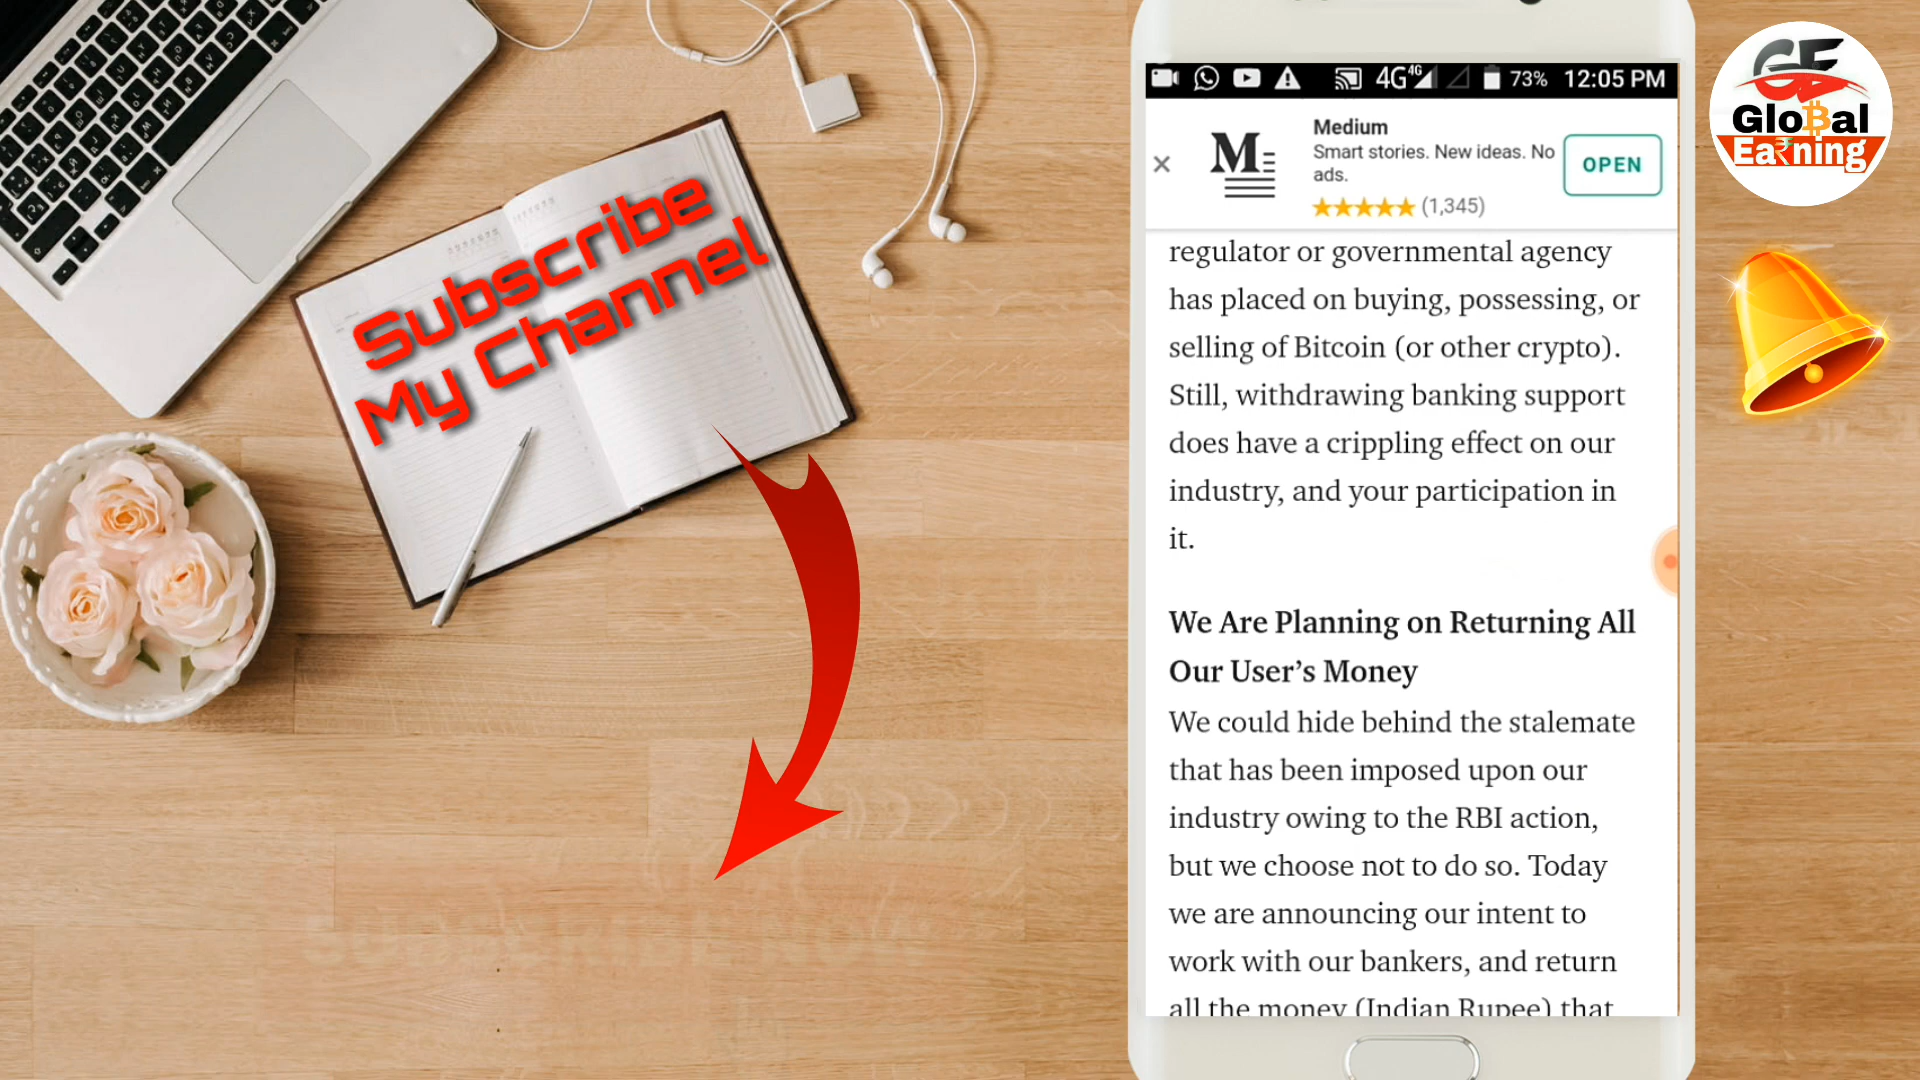 Subscribe
My Channel
4G 4G 73% 12:05 PM
Medium
Smart stories. New ideas. No
ads.
(1,345)
OPEN
regulator or governmental agency
has placed on buying, possessing, or
selling of Bitcoin (or other crypto).
Still, withdrawing banking support
does have a crippling effect on our
industry, and your participation in
it.
We Are Planning on Returning All
Our User’s Money
We could hide behind the stalemate
that has been imposed upon our
industry owing to the RBI action,
but we choose not to do so. Today
we are announcing our intent to
work with our bankers, and return
all the money (Indian Rupee) that
GE
Global
Earning